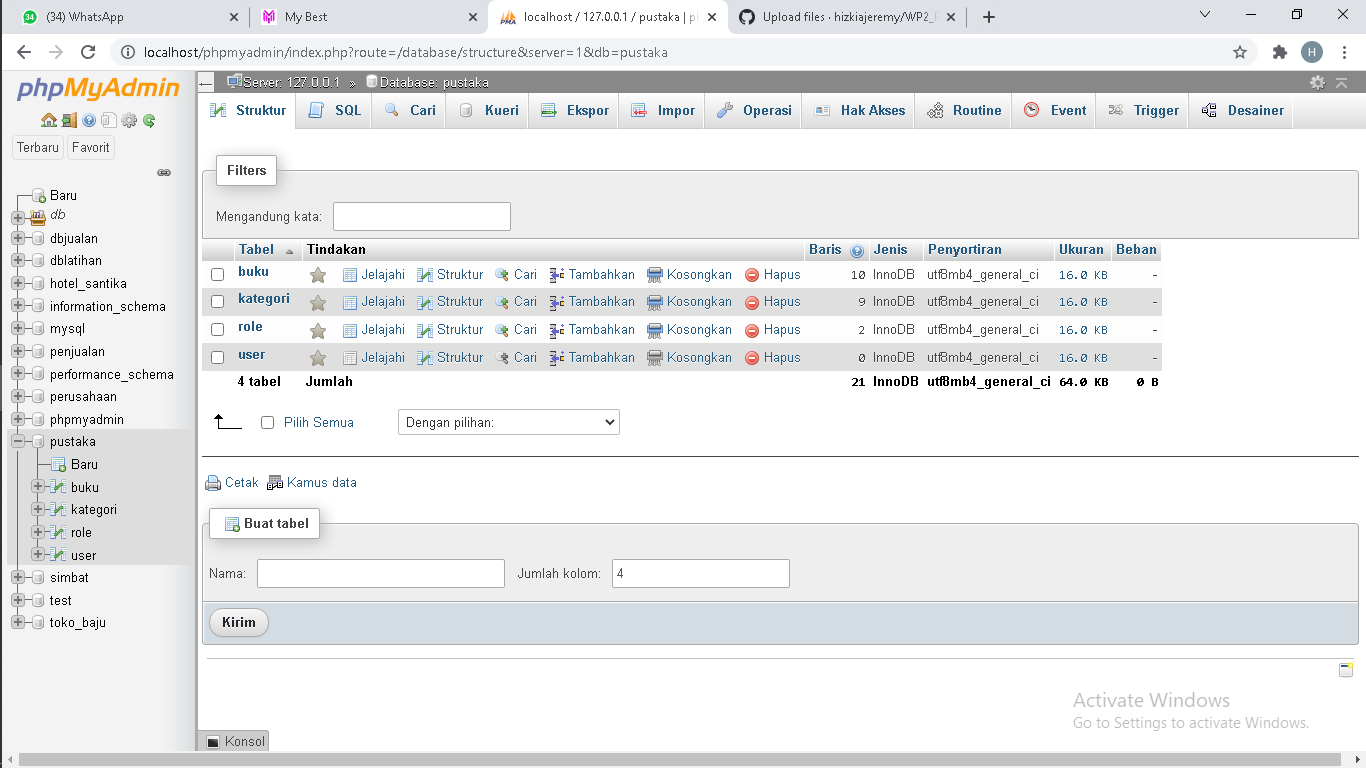 (34) WhatsApp
My Best
localhost / 127.0.0.1 / pustaka | p
Upload files · hizkiajeremy/WP2_
localhost/phpmyadmin/index.php?route=/database/structure&server=1&db=pustaka
H
phpMyAdmin
Terbaru Favorit
Baru
db
dbjualan
dblatihan
hotel_santika
information_schema
mysql
penjualan
performance_schema
perusahaan
phpmyadmin
pustaka
Baru
buku
kategori
role
user
simbat
test
toko_baju
Server: 127.0.0.1 » Database: pustaka
Struktur SQL Cari Kueri Ekspor Impor Operasi Hak Akses Routine Event Trigger Desainer
Filters
Mengandung kata:
Tabel Tindakan Baris Jenis Penyortiran Ukuran Beban
buku Jelajahi Struktur Cari Tambahkan Kosongkan Hapus 10 InnoDB utf8mb4_general_ci 16.0 KB -
kategori Jelajahi Struktur Cari Tambahkan Kosongkan Hapus 9 InnoDB utf8mb4_general_ci 16.0 KB -
role Jelajahi Struktur Cari Tambahkan Kosongkan Hapus 2 InnoDB utf8mb4_general_ci 16.0 KB -
user Jelajahi Struktur Cari Tambahkan Kosongkan Hapus 0 InnoDB utf8mb4_general_ci 16.0 KB -
4 tabel Jumlah 21 InnoDB utf8mb4_general_ci 64.0 KB 0 B
Pilih Semua Dengan pilihan:
Cetak Kamus data
Buat tabel
Nama: Jumlah kolom: 4
Kirim
Activate Windows
Go to Settings to activate Windows.
Konsol